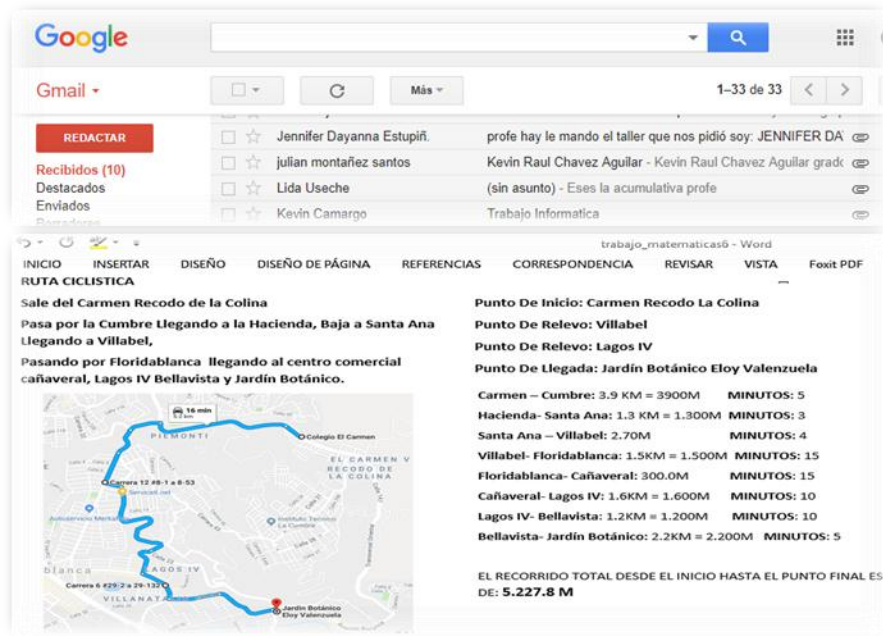 Google
Gmail
Más
1–33 de 33
REDACTAR
Recibidos (10)
Destacados
Enviados
Borradores
Jennifer Dayanna Estupiñ. profe hay le mando el taller que nos pidió soy: JENNIFER DA
julian montañez santos Kevin Raul Chavez Aguilar - Kevin Raul Chavez Aguilar grado
Lida Useche (sin asunto) - Eses la acumulativa profe
Kevin Camargo Trabajo Informatica
trabajo_matematicas6 - Word
INICIO INSERTAR DISEÑO DISEÑO DE PÁGINA REFERENCIAS CORRESPONDENCIA REVISAR VISTA Foxit PDF
RUTA CICLISTICA
Sale del Carmen Recodo de la Colina
Pasa por la Cumbre Llegando a la Hacienda, Baja a Santa Ana
Llegando a Villabel,
Pasando por Floridablanca llegando al centro comercial
cañaveral, Lagos IV Bellavista y Jardín Botánico.
16 min
PIEMONTI
Colegio El Carmen
EL CARMEN V
RECODO DE
LA COLINA
Carrera 12 #8-1 a 8-53
Instituto Tecnico
La Cumbre
LAGOS IV
blanca
Carrera 6 #29-2 a 29-132
VILLANATA
Jardín Botánico
Eloy Valenzuela
Punto De Inicio: Carmen Recodo La Colina
Punto De Relevo: Villabel
Punto De Relevo: Lagos IV
Punto De Llegada: Jardín Botánico Eloy Valenzuela
Carmen – Cumbre: 3.9 KM = 3900M MINUTOS: 5
Hacienda- Santa Ana: 1.3 KM = 1.300M MINUTOS: 3
Santa Ana – Villabel: 2.70M MINUTOS: 4
Villabel- Floridablanca: 1.5KM = 1.500M MINUTOS: 15
Floridablanca- Cañaveral: 300.0M MINUTOS: 15
Cañaveral- Lagos IV: 1.6KM = 1.600M MINUTOS: 10
Lagos IV- Bellavista: 1.2KM = 1.200M MINUTOS: 10
Bellavista- Jardín Botánico: 2.2KM = 2.200M MINUTOS: 5
EL RECORRIDO TOTAL DESDE EL INICIO HASTA EL PUNTO FINAL ES
DE: 5.227.8 M